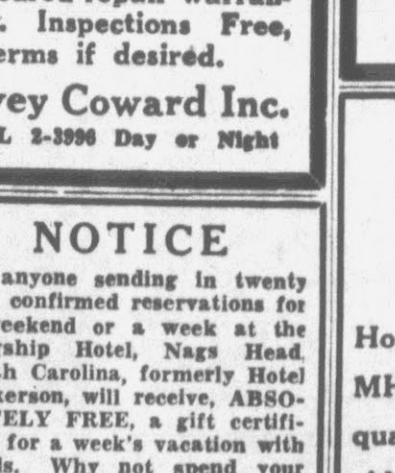 . Inspections Free,
erms if desired.
vey Coward Inc.
L 2-3996 Day or Night
NOTICE
anyone sending in twenty
confirmed reservations for
eekend or a week at the
ship Hotel, Nags Head,
h Carolina, formerly Hotel
kerson, will receive, ABSO-
ELY FREE, a gift certifi-
for a week's vacation with
ls. Why not spend your
Ho
MH
qua